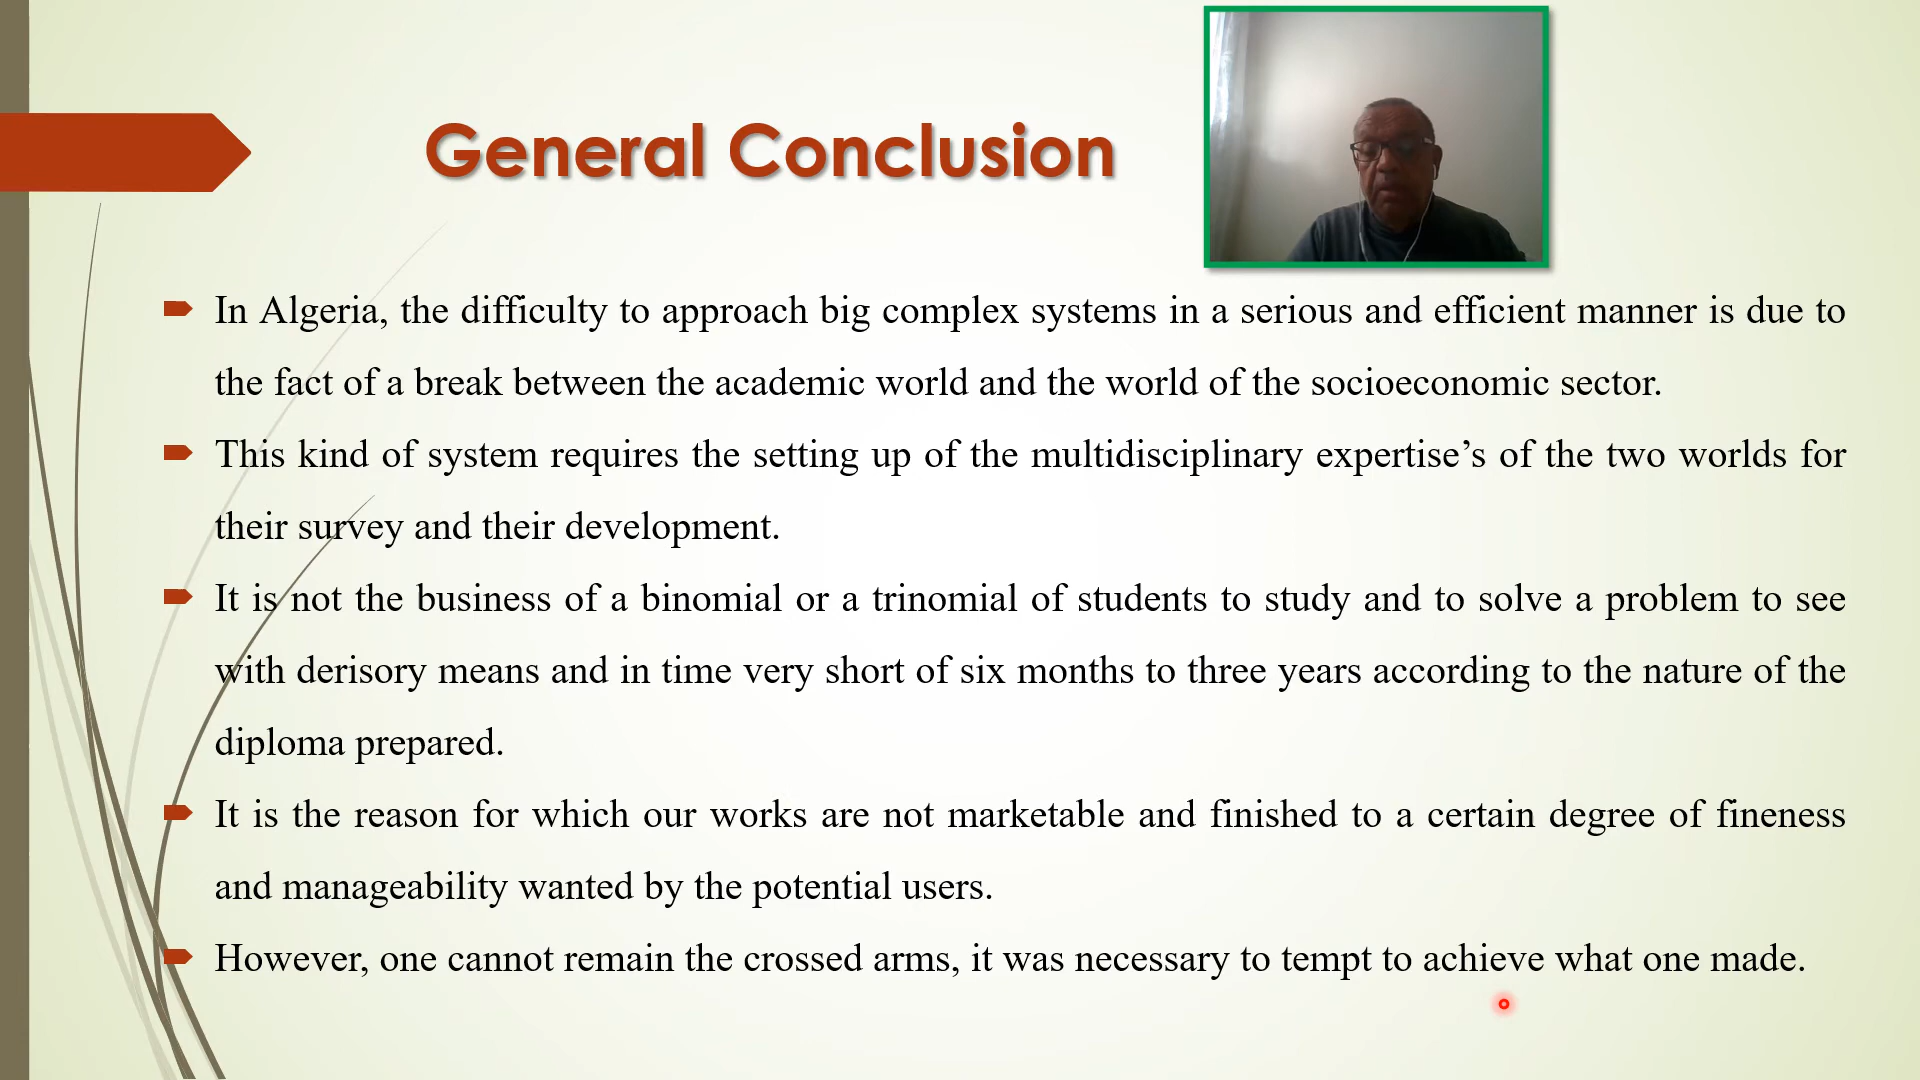 General Conclusion
In Algeria, the difficulty to approach big complex systems in a serious and efficient manner is due to
the fact of a break between the academic world and the world of the socioeconomic sector.
This kind of system requires the setting up of the multidisciplinary expertise’s of the two worlds for
their survey and their development.
It is not the business of a binomial or a trinomial of students to study and to solve a problem to see
with derisory means and in time very short of six months to three years according to the nature of the
diploma prepared.
It is the reason for which our works are not marketable and finished to a certain degree of fineness
and manageability wanted by the potential users.
However, one cannot remain the crossed arms, it was necessary to tempt to achieve what one made.